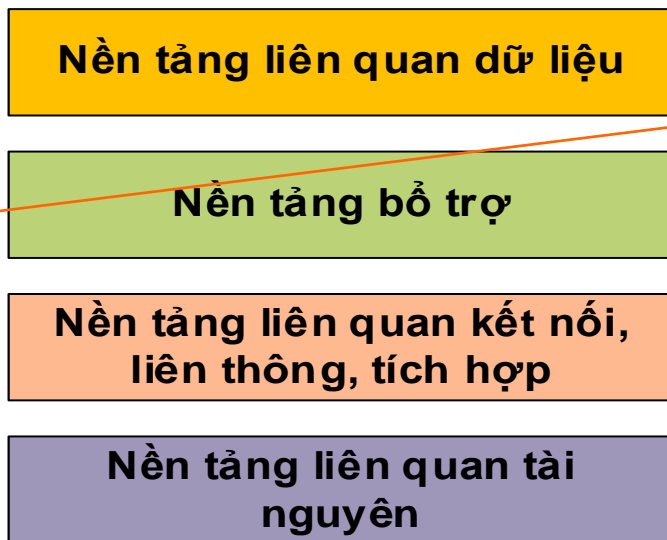 Nền tảng liên quan dữ liệu
Nền tảng bổ trợ
Nền tảng liên quan kết nối,
liên thông, tích hợp
Nền tảng liên quan tài
nguyên